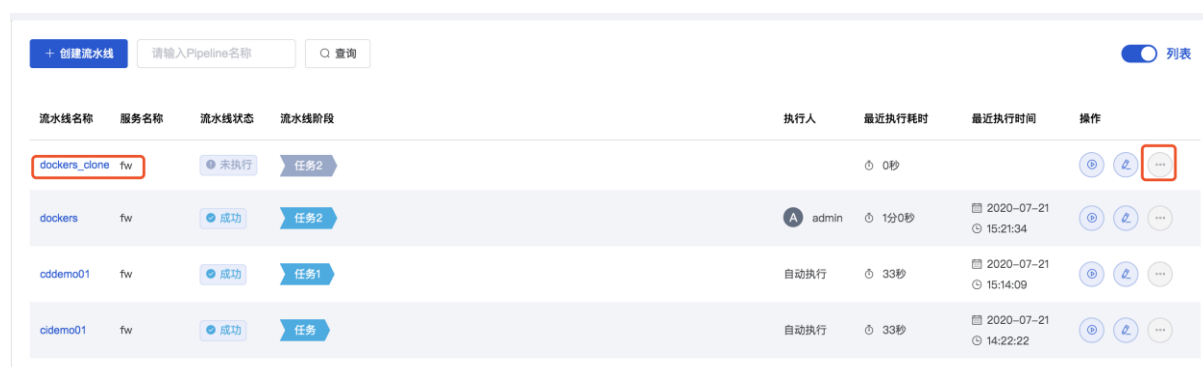 + 创建流水线 请输入Pipeline名称 查询 列表
流水线名称 服务名称 流水线状态 流水线阶段 执行人 最近执行耗时 最近执行时间 操作
dockers_clone fw 未执行 任务2 0秒
dockers fw 成功 任务2 A admin 1分0秒 2020-07-21
15:21:34
cddemo01 fw 成功 任务1 自动执行 33秒 2020-07-21
15:14:09
cidemo01 fw 成功 任务 自动执行 33秒 2020-07-21
14:22:22